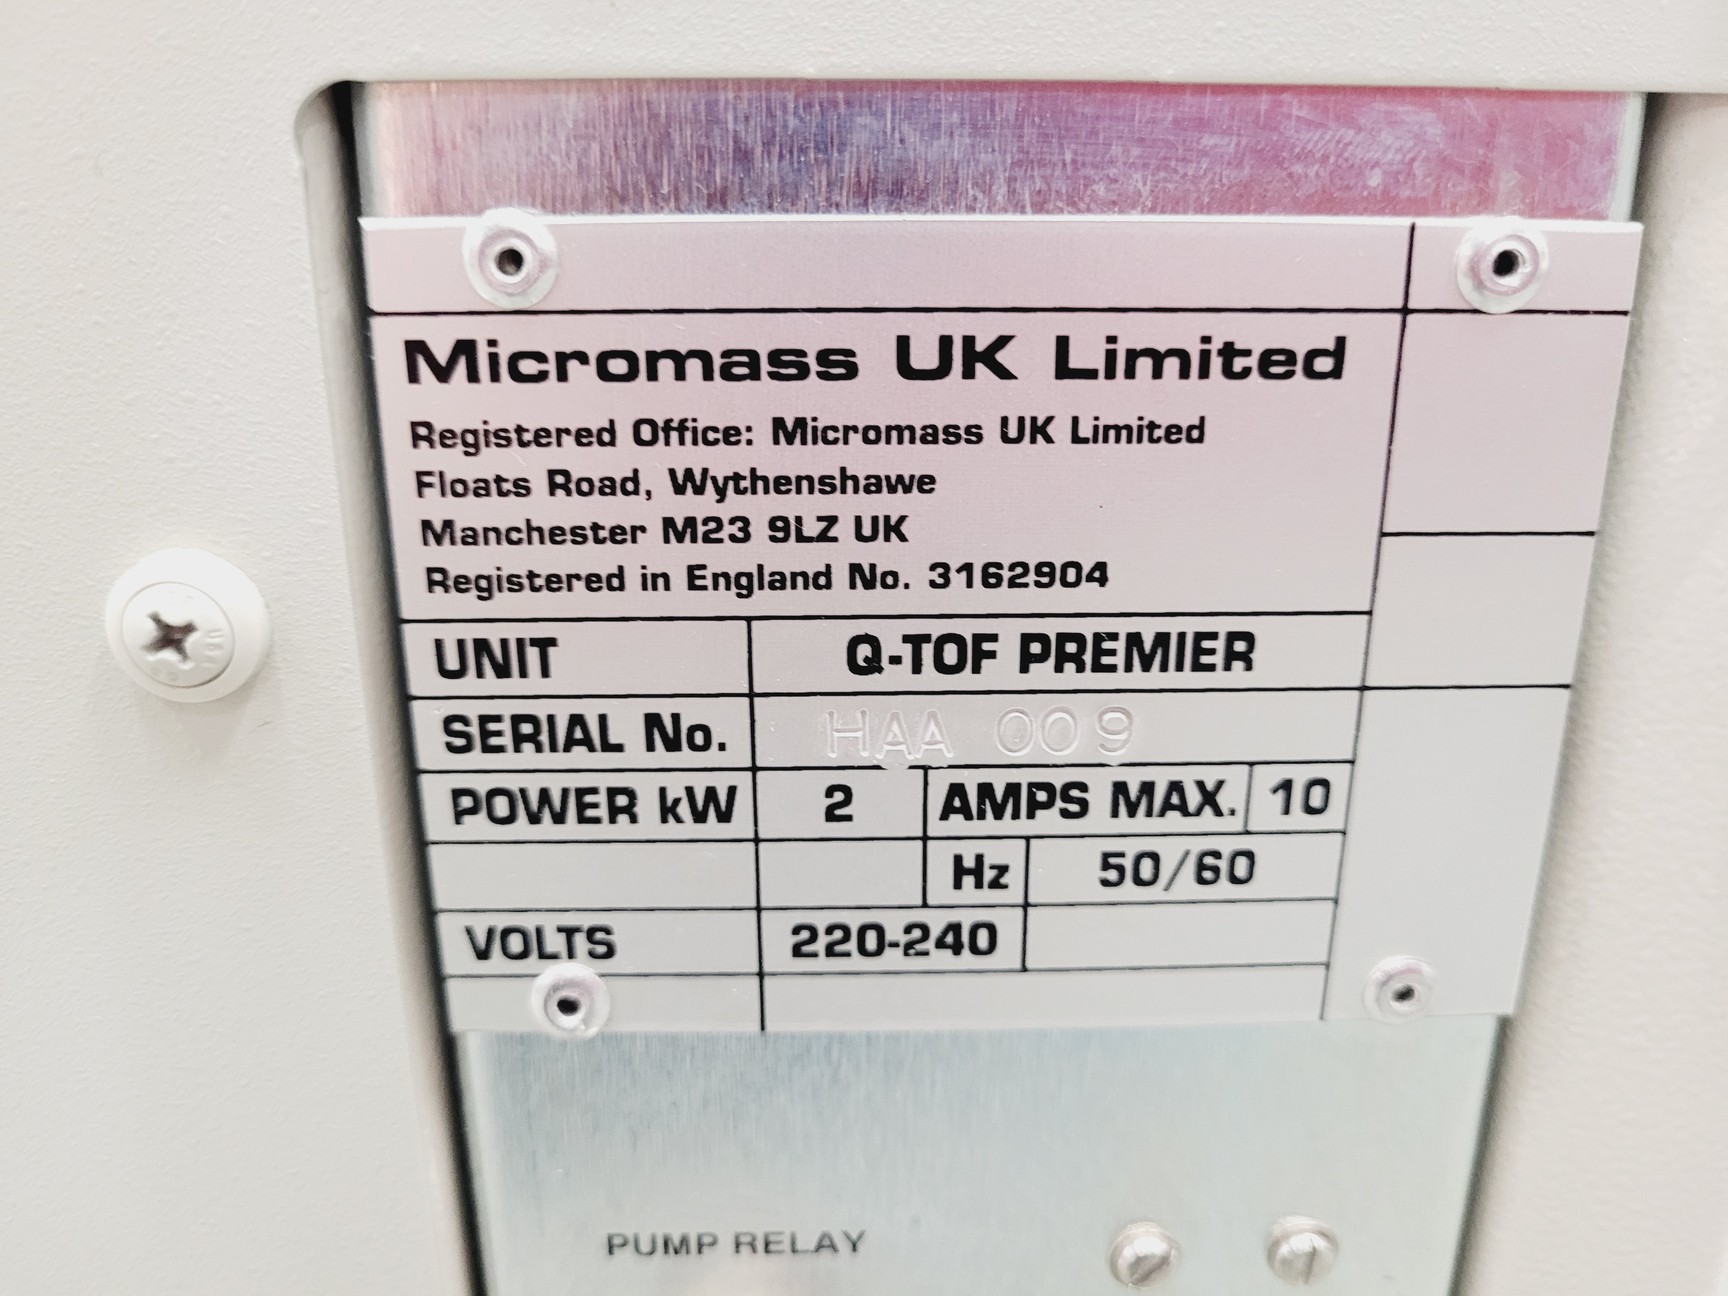 Micromass UK Limited
Registered Office: Micromass UK Limited
Floats Road, Wythenshawe
Manchester M23 9LZ UK
Registered in England No. 3162904
UNIT Q-TOF PREMIER
SERIAL No. HAA 009
POWER kW 2 AMPS MAX. 10
Hz 50/60
VOLTS 220-240
PUMP RELAY